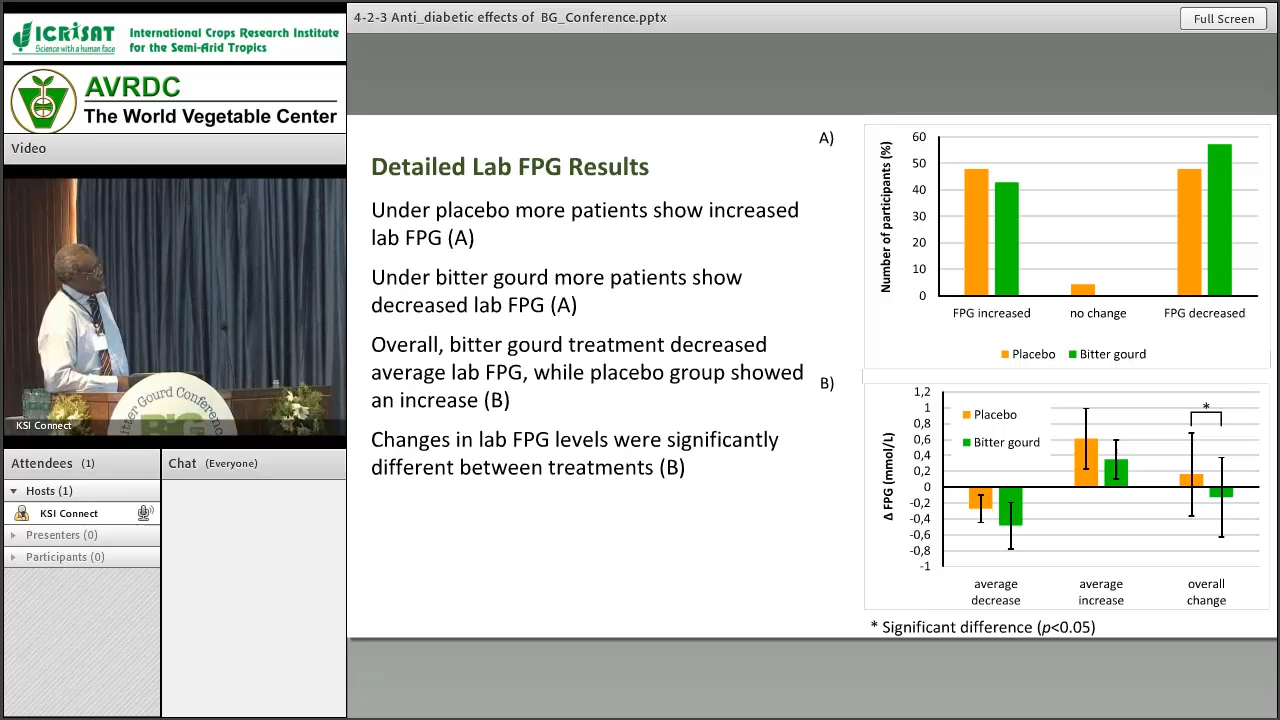 4-2-3 Anti_diabetic effects of BG_Conference.pptx
Full Screen
ICRISAT
Science with a human face
International Crops Research Institute
for the Semi-Arid Tropics
AVRDC
The World Vegetable Center
Video
Bitter Gourd Conference
BiG
KSI Connect
Attendees (1)
Hosts (1)
KSI Connect
Presenters (0)
Participants (0)
Chat (Everyone)
Detailed Lab FPG Results
Under placebo more patients show increased
lab FPG (A)
Under bitter gourd more patients show
decreased lab FPG (A)
Overall, bitter gourd treatment decreased
average lab FPG, while placebo group showed
an increase (B)
Changes in lab FPG levels were significantly
different between treatments (B)
A)
Number of participants (%)
60
50
40
30
20
10
0
FPG increased
no change
FPG decreased
Placebo
Bitter gourd
B)
Δ FPG (mmol/L)
1,2
1
0,8
0,6
0,4
0,2
0
-0,2
-0,4
-0,6
-0,8
-1
Placebo
Bitter gourd
*
average
decrease
average
increase
overall
change
* Significant difference (p<0.05)